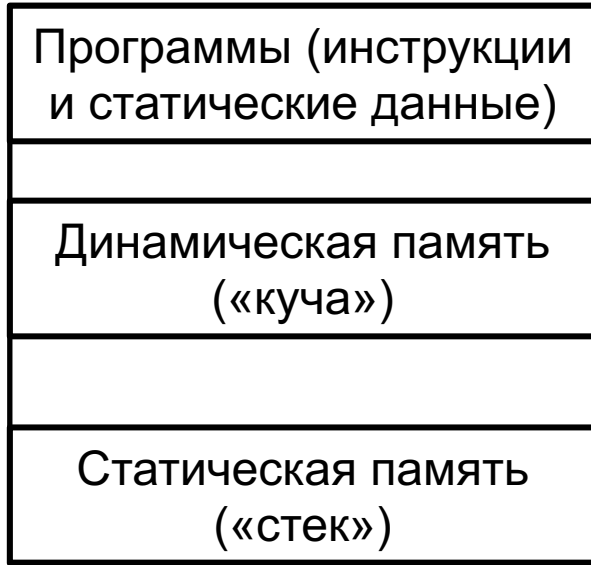 Программы (инструкции
и статические данные)
Динамическая память
(«куча»)
Статическая память
(«стек»)